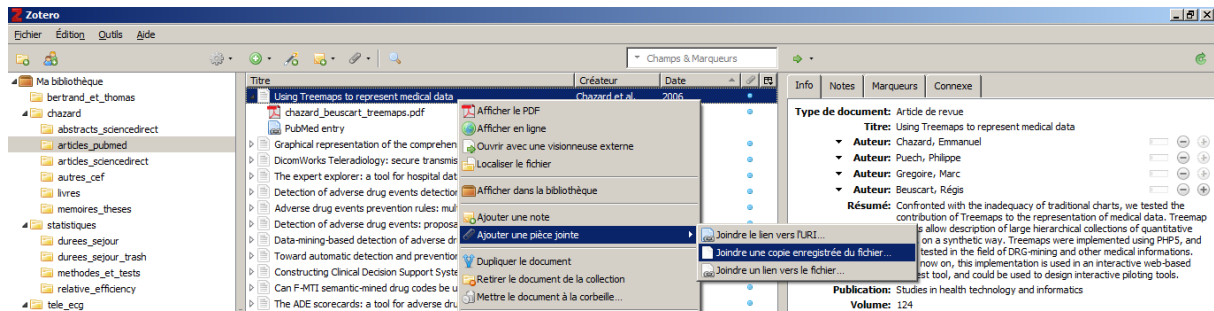 Zotero
Fichier Édition Outils Aide
Champs & Marqueurs
Ma bibliothèque
bertrand_et_thomas
chazard
abstracts_sciencedirect
articles_pubmed
articles_sciencedirect
autres_cef
livres
memoires_theses
statistiques
durees_sejour
durees_sejour_trash
methodes_et_tests
relative_efficiency
tele_ecg
Titre Créateur Date
Using Treemaps to represent medical data Chazard et al. 2006
chazard_beuscart_treemaps.pdf
PubMed entry
Graphical representation of the comprehen
DicomWorks Teleradiology: secure transmis
The expert explorer: a tool for hospital dat
Detection of adverse drug events detection
Adverse drug events prevention rules: mul
Detection of adverse drug events: proposa
Data-mining-based detection of adverse dr
Toward automatic detection and prevention
Constructing Clinical Decision Support Syste
Can F-MTI semantic-mined drug codes be u
The ADE scorecards: a tool for adverse dru
Afficher le PDF
Afficher en ligne
Ouvrir avec une visionneuse externe
Localiser le fichier
Afficher dans la bibliothèque
Ajouter une note
Ajouter une pièce jointe
Dupliquer le document
Retirer le document de la collection
Mettre le document à la corbeille...
Joindre le lien vers l'URI...
Joindre une copie enregistrée du fichier...
Joindre un lien vers le fichier...
Info Notes Marqueurs Connexe
Type de document: Article de revue
Titre: Using Treemaps to represent medical data
Auteur: Chazard, Emmanuel
Auteur: Puech, Philippe
Auteur: Gregoire, Marc
Auteur: Beuscart, Régis
Résumé: Confronted with the inadequacy of traditional charts, we tested the
contribution of Treemaps to the representation of medical data. Treemap
s allow description of large hierarchical collections of quantitative
on a synthetic way. Treemaps were implemented using PHP5, and
tested in the field of DRG-mining and other medical informations.
now on, this implementation is used in an interactive web-based
est tool, and could be used to design interactive piloting tools.
Publication: Studies in health technology and informatics
Volume: 124